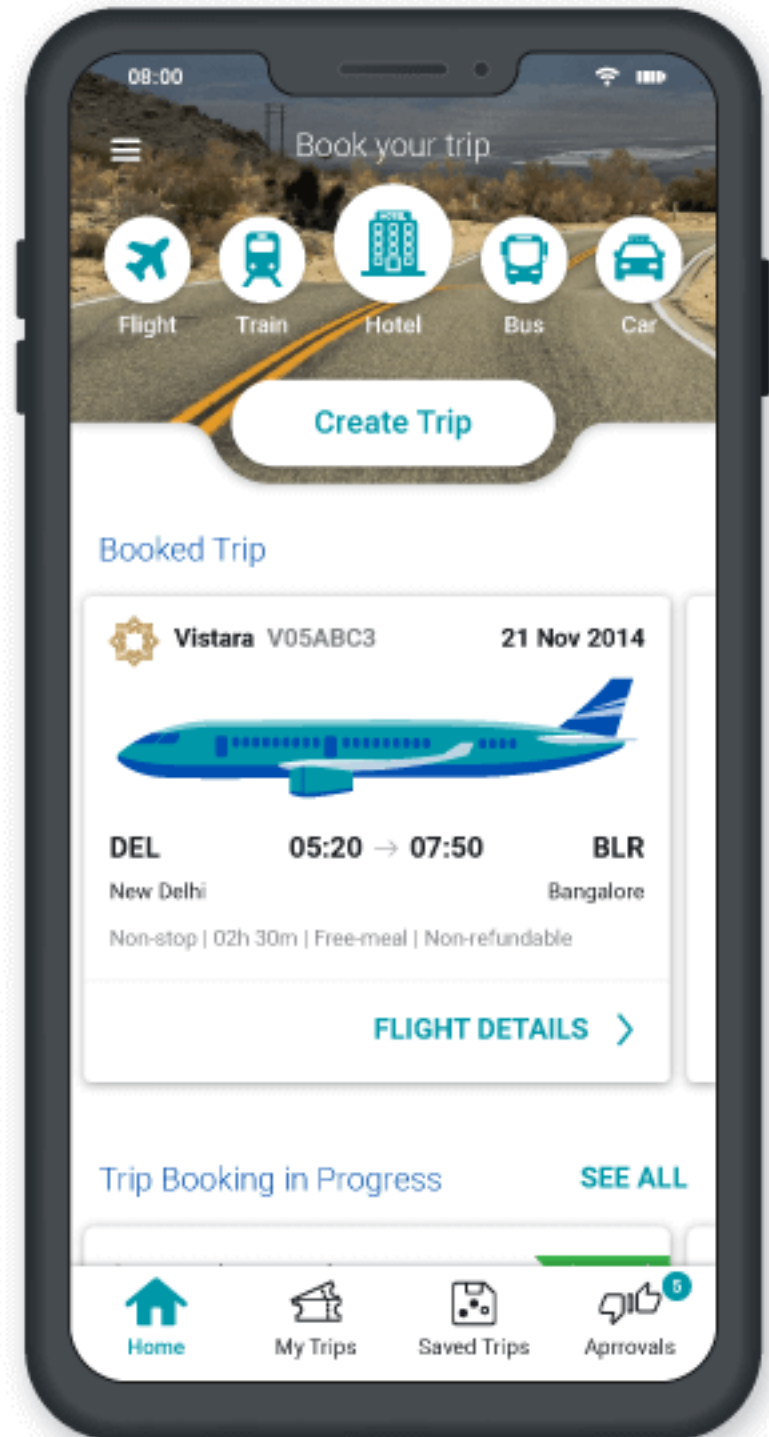 08:00
Book your trip
HOTEL
Flight Train Hotel Bus Car
Create Trip
Booked Trip
Vistara V05ABC3 21 Nov 2014
DEL 05:20 → 07:50 BLR
New Delhi Bangalore
Non-stop | 02h 30m | Free-meal | Non-refundable
FLIGHT DETAILS >
Trip Booking in Progress SEE ALL
5
Home My Trips Saved Trips Aprrovals